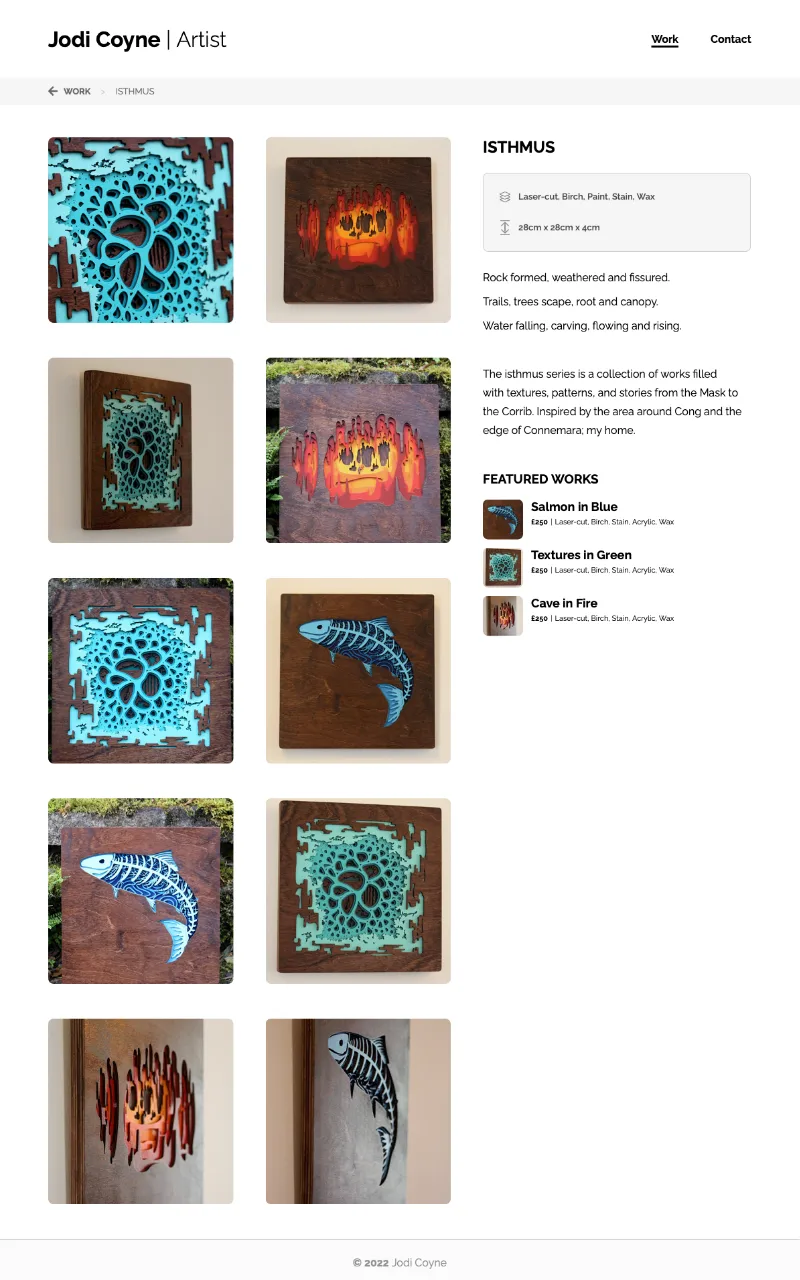 Jodi Coyne | Artist
Work
Contact
WORK > ISTHMUS
ISTHMUS
Laser-cut, Birch, Paint, Stain, Wax
28cm x 28cm x 4cm
Rock formed, weathered and fissured.
Trails, trees scape, root and canopy.
Water falling, carving, flowing and rising.
The isthmus series is a collection of works filled
with textures, patterns, and stories from the Mask to
the Corrib. Inspired by the area around Cong and the
edge of Connemara; my home.
FEATURED WORKS
Salmon in Blue
£250 | Laser-cut, Birch, Stain, Acrylic, Wax
Textures in Green
£250 | Laser-cut, Birch, Stain, Acrylic, Wax
Cave in Fire
£250 | Laser-cut, Birch, Stain, Acrylic, Wax
© 2022 Jodi Coyne